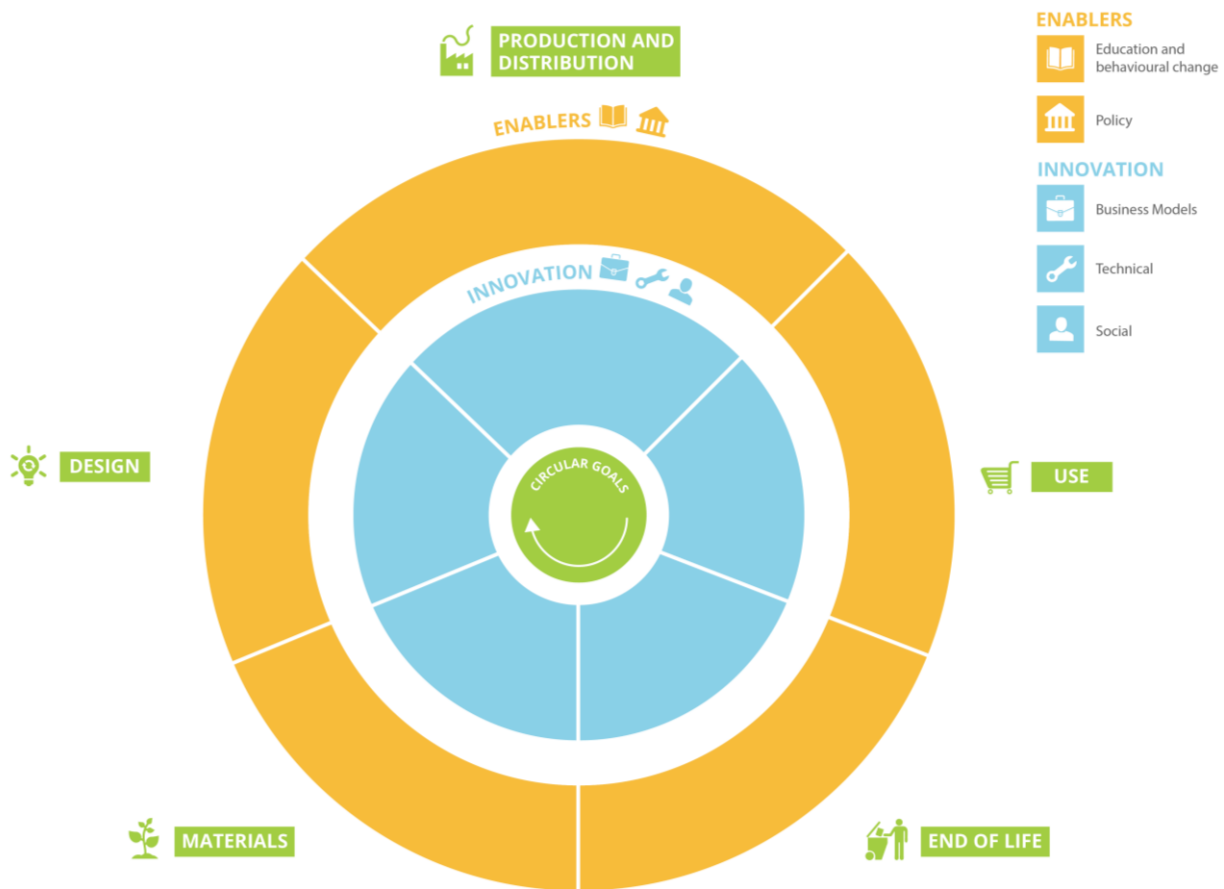 PRODUCTION AND
DISTRIBUTION
ENABLERS
INNOVATION
CIRCULAR GOALS
DESIGN
USE
MATERIALS
END OF LIFE
ENABLERS
Education and
behavioural change
Policy
INNOVATION
Business Models
Technical
Social